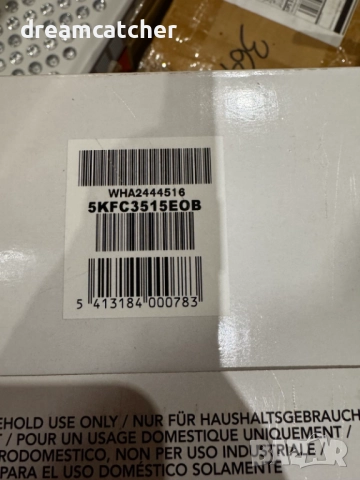 dreamcatcher
WHA2444516
5KFC3515EOB
5 413184 000783
EHOLD USE ONLY / NUR FÜR HAUSHALTSGEBRAUCH
/ POUR UN USAGE DOMESTIQUE UNIQUEMENT /
RODOMESTICO, NON PER USO INDUSTRIALE /
PARA EL USO DOMÉSTICO SOLAMENTE